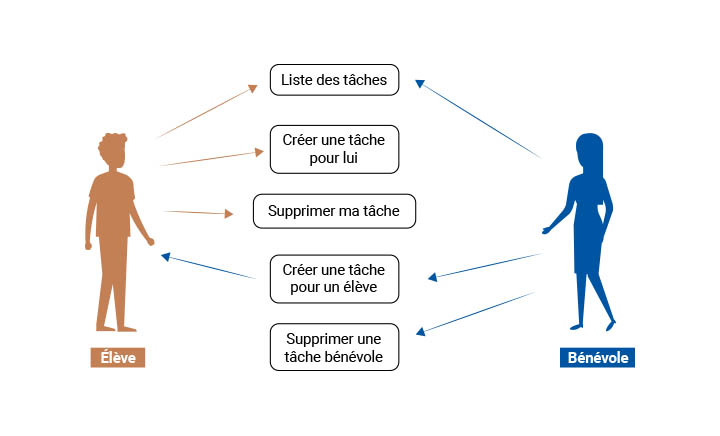 Liste des tâches
Créer une tâche
pour lui
Supprimer ma tâche
Créer une tâche
pour un élève
Supprimer une
tâche bénévole
Élève
Bénévole